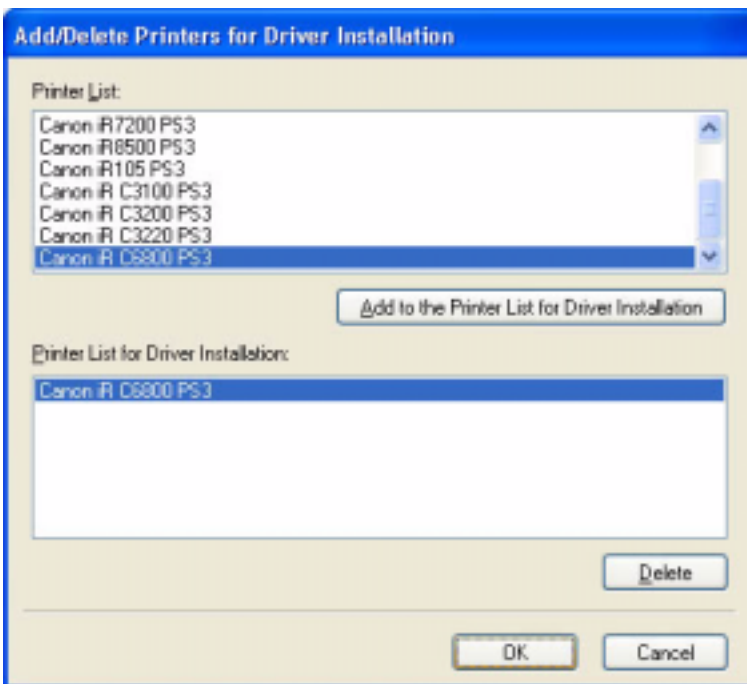 Add/Delete Printers for Driver Installation
Printer List:
Canon iR7200 PS3
Canon iR8500 PS3
Canon iR105 PS3
Canon iR C3100 PS3
Canon iR C3200 PS3
Canon iR C3220 PS3
Canon iR C6800 PS3
Add to the Printer List for Driver Installation
Printer List for Driver Installation:
Canon iR C6800 PS3
Delete
OK
Cancel